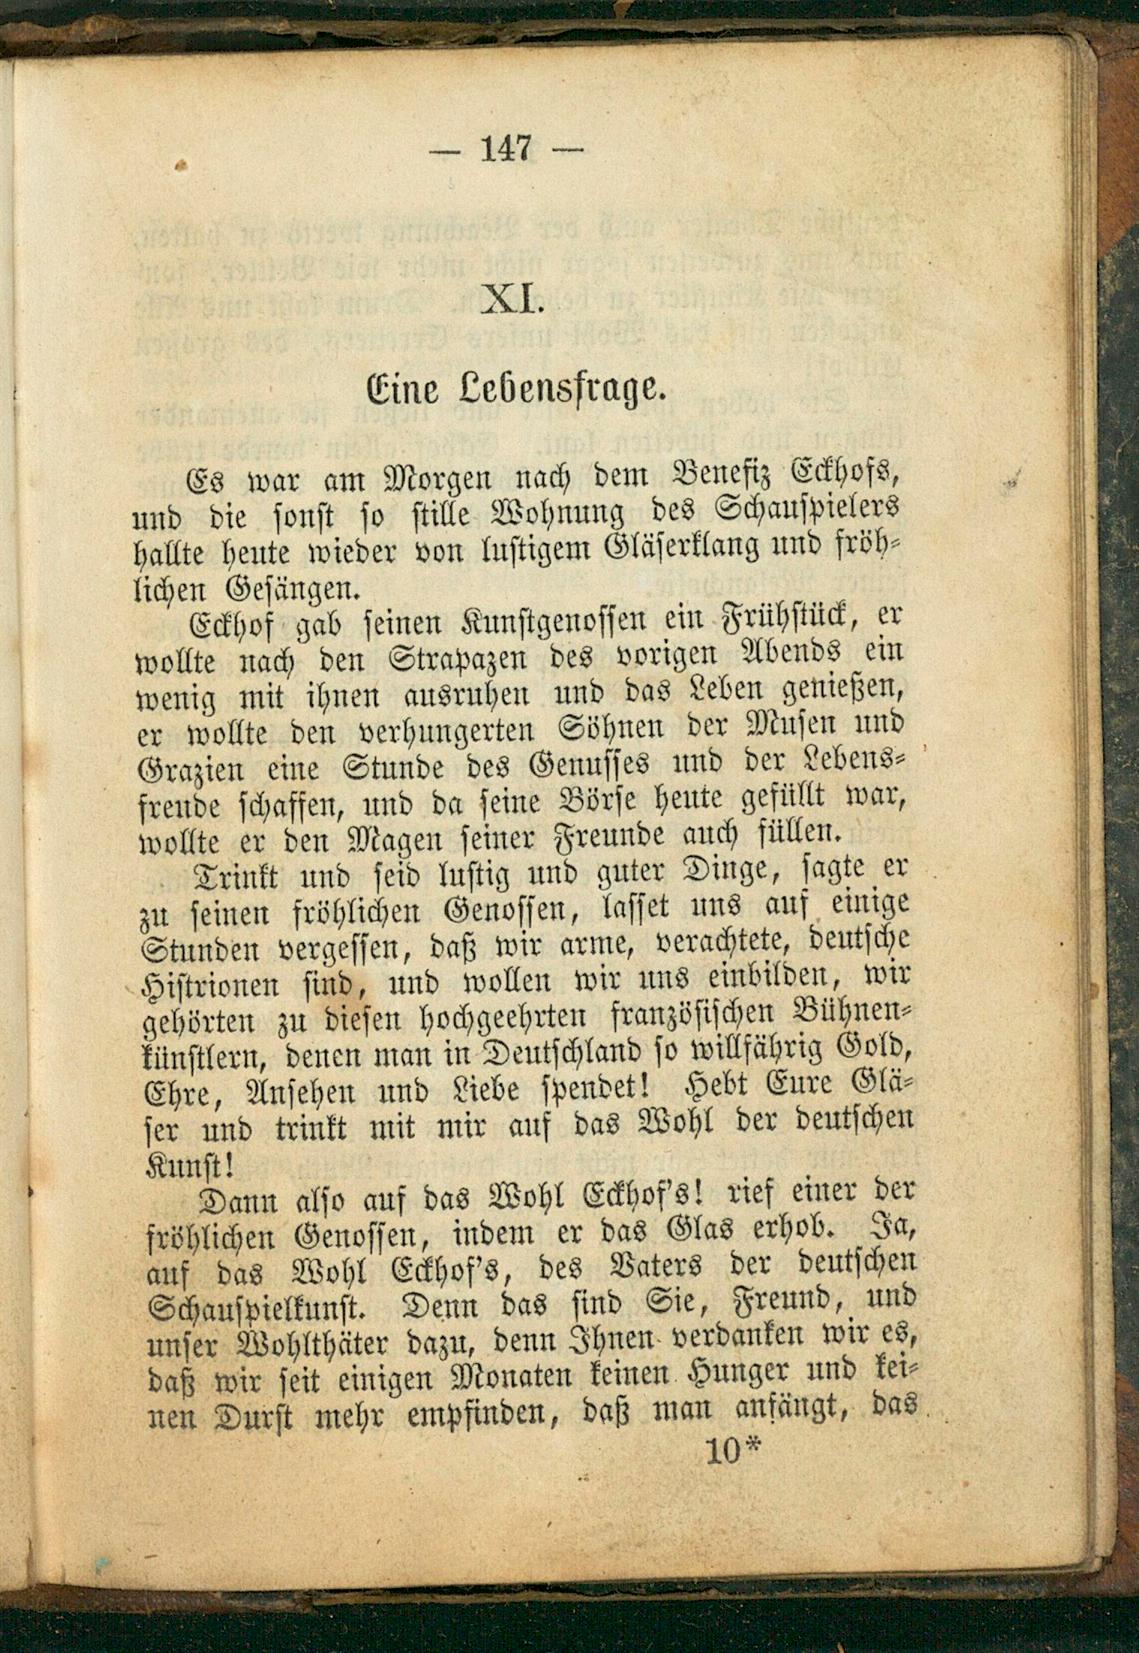 — 147 —
XI.
Eine Lebensfrage.
Es war am Morgen nach dem Benefiz Eckhofs,
und die sonst so stille Wohnung des Schauspielers
hallte heute wieder von lustigem Gläserklang und fröh-
lichen Gesängen.
Eckhof gab seinen Kunstgenossen ein Frühstück, er
wollte nach den Strapazen des vorigen Abends ein
wenig mit ihnen ausruhen und das Leben genießen,
er wollte den verhungerten Söhnen der Musen und
Grazien eine Stunde des Genusses und der Lebens-
freude schaffen, und da seine Börse heute gefüllt war,
wollte er den Magen seiner Freunde auch füllen.
Trinkt und seid lustig und guter Dinge, sagte er
zu seinen fröhlichen Genossen, lasset uns auf einige
Stunden vergessen, daß wir arme, verachtete, deutsche
Histrionen sind, und wollen wir uns einbilden, wir
gehörten zu diesen hochgeehrten französischen Bühnen-
künstlern, denen man in Deutschland so willfährig Gold,
Ehre, Ansehen und Liebe spendet! Hebt Eure Glä-
ser und trinkt mit mir auf das Wohl der deutschen
Kunst!
Dann also auf das Wohl Eckhof's! rief einer der
fröhlichen Genossen, indem er das Glas erhob. Ja,
auf das Wohl Eckhof's, des Vaters der deutschen
Schauspielkunst. Denn das sind Sie, Freund, und
unser Wohlthäter dazu, denn Ihnen verdanken wir es,
daß wir seit einigen Monaten keinen Hunger und kei-
nen Durst mehr empfinden, daß man anfängt, das
10*